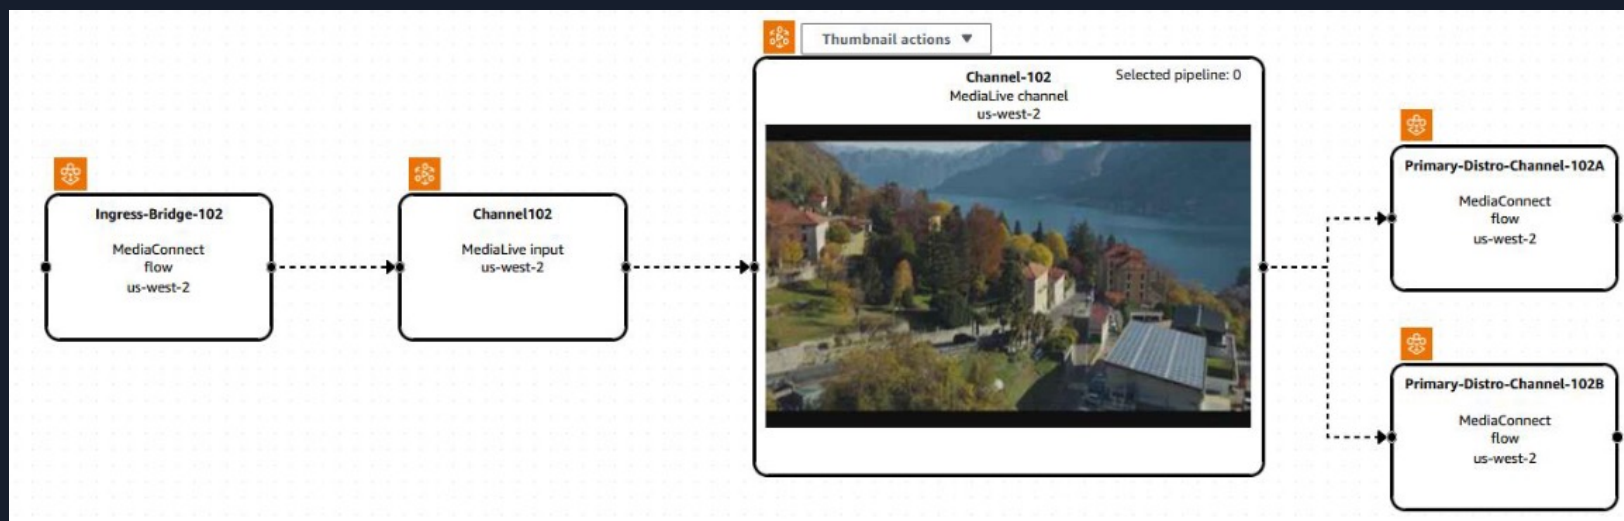 Thumbnail actions
Channel-102
Selected pipeline: 0
MediaLive channel
us-west-2
Ingress-Bridge-102
MediaConnect
flow
us-west-2
Channel102
MediaLive input
us-west-2
Primary-Distro-Channel-102A
MediaConnect
flow
us-west-2
Primary-Distro-Channel-102B
MediaConnect
flow
us-west-2